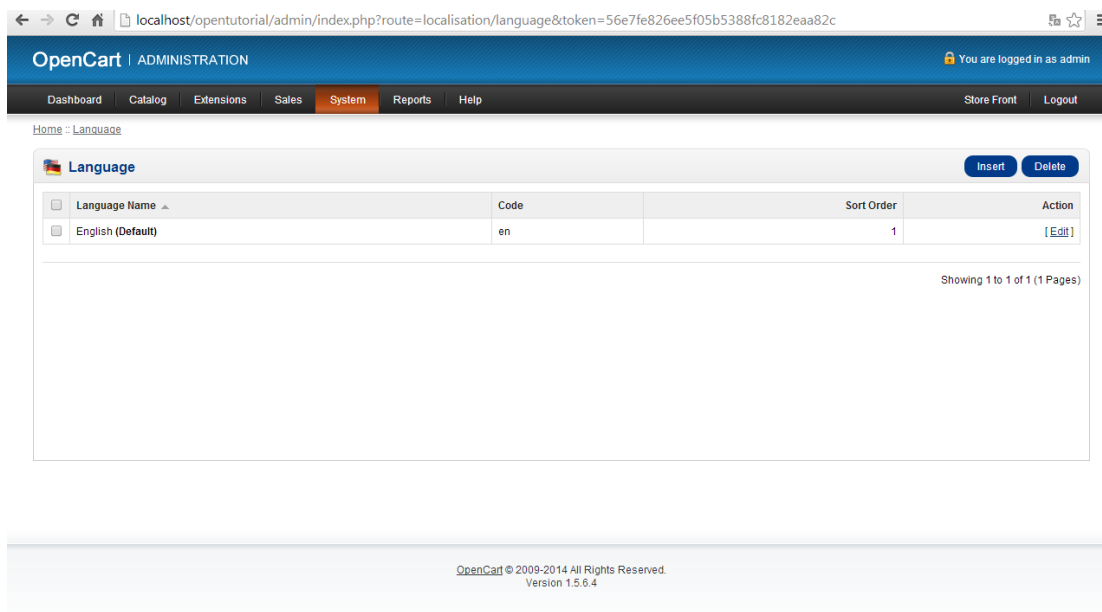 localhost/opentutorial/admin/index.php?route=localisation/language&token=56e7fe826ee5f05b5388fc8182eaa82c
OpenCart | ADMINISTRATION You are logged in as admin
Dashboard Catalog Extensions Sales System Reports Help Store Front Logout
Home :: Language
Language Insert Delete
Language Name Code Sort Order Action
English (Default) en 1 [ Edit ]
Showing 1 to 1 of 1 (1 Pages)
OpenCart © 2009-2014 All Rights Reserved.
Version 1.5.6.4